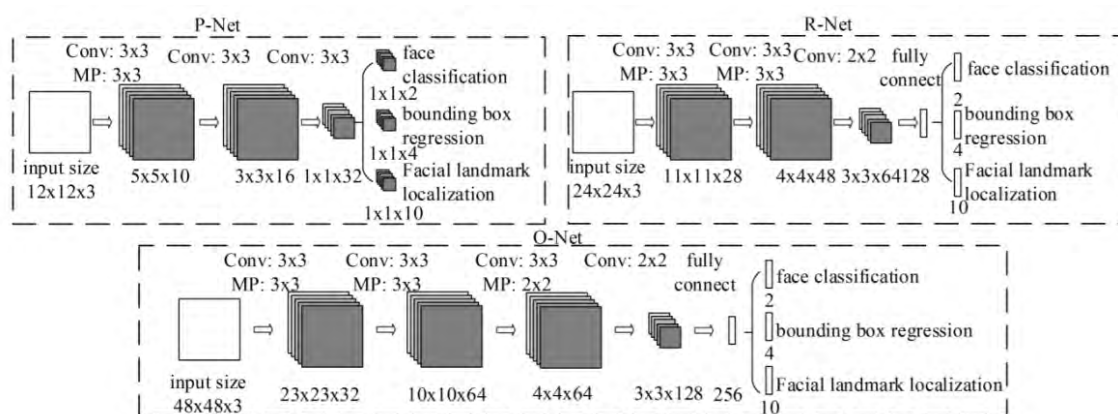 P-Net
Conv: 3x3
MP: 3x3
Conv: 3x3
Conv: 3x3
face
classification
1x1x2
bounding box
regression
1x1x4
Facial landmark
localization
1x1x10
input size
12x12x3
5x5x10
3x3x16
1x1x32
R-Net
Conv: 3x3
MP: 3x3
Conv: 3x3
MP: 3x3
Conv: 2x2
fully
connect
face classification
2
bounding box
regression
4
Facial landmark
localization
10
input size
24x24x3
11x11x28
4x4x48
3x3x64
128
O-Net
Conv: 3x3
MP: 3x3
Conv: 3x3
MP: 3x3
Conv: 3x3
MP: 2x2
Conv: 2x2
fully
connect
face classification
2
bounding box regression
4
Facial landmark localization
10
input size
48x48x3
23x23x32
10x10x64
4x4x64
3x3x128
256